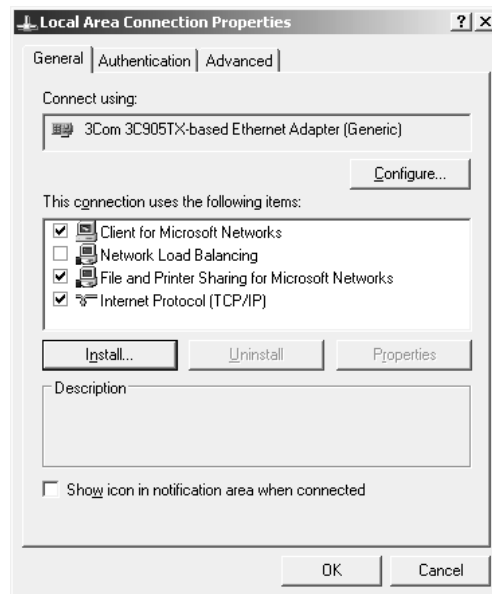 Local Area Connection Properties
General Authentication Advanced
Connect using:
3Com 3C905TX-based Ethernet Adapter (Generic)
Configure...
This connection uses the following items:
Client for Microsoft Networks
Network Load Balancing
File and Printer Sharing for Microsoft Networks
Internet Protocol (TCP/IP)
Install... Uninstall Properties
Description
Show icon in notification area when connected
OK Cancel